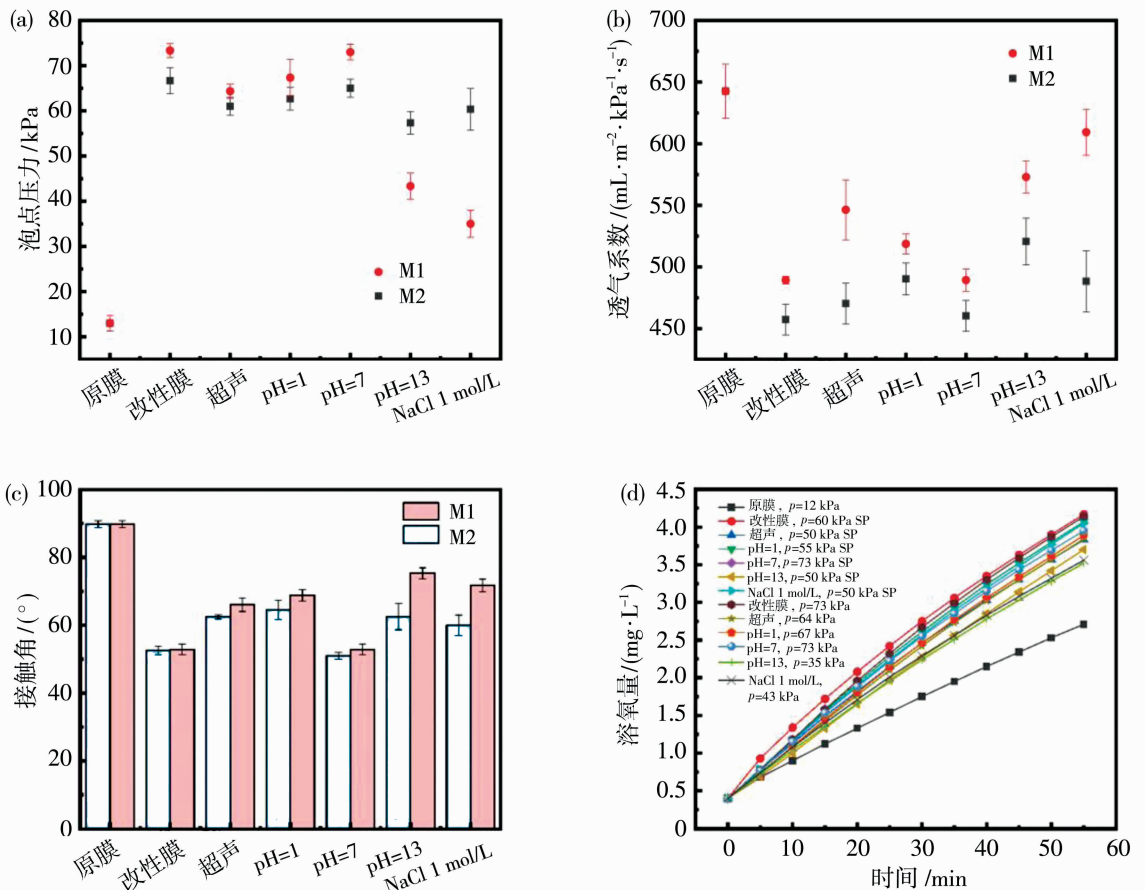 (a)
80
70
60
50
40
30
20
10
泡点压力/kPa
M1
M2
原膜
改性膜
超声
pH=1
pH=7
pH=13
NaCl 1 mol/L
(b)
700
650
600
550
500
450
透气系数/(mL·m⁻²·kPa⁻¹·s⁻¹)
M1
M2
原膜
改性膜
超声
pH=1
pH=7
pH=13
NaCl 1 mol/L
(c)
100
80
60
40
20
0
接触角/(°)
M1
M2
原膜
改性膜
超声
pH=1
pH=7
pH=13
NaCl 1 mol/L
(d)
4.5
4.0
3.5
3.0
2.5
2.0
1.5
1.0
0.5
0
溶氧量/(mg·L⁻¹)
原膜, p=12 kPa
改性膜, p=60 kPa SP
超声, p=50 kPa SP
pH=1, p=55 kPa SP
pH=7, p=73 kPa SP
pH=13, p=50 kPa SP
NaCl 1 mol/L, p=50 kPa SP
改性膜, p=73 kPa
超声, p=64 kPa
pH=1, p=67 kPa
pH=7, p=73 kPa
pH=13, p=35 kPa
NaCl 1 mol/L,
p=43 kPa
0 10 20 30 40 50 60
时间/min